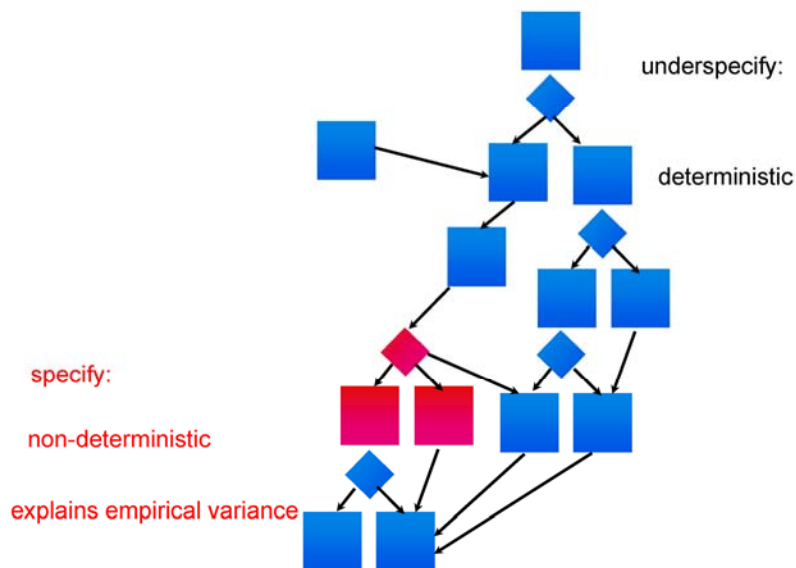 underspecify:
deterministic
specify:
non-deterministic
explains empirical variance